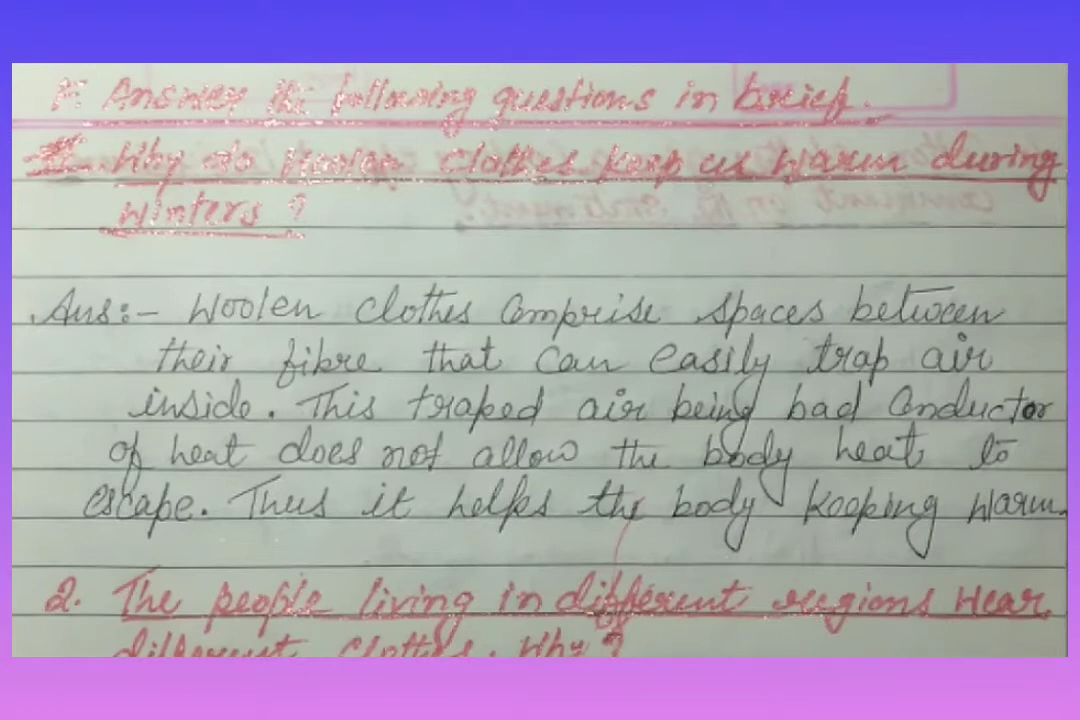 F. Answer the following questions in brief.
Why do Woolen clothes keep us warm during
winters ?
Ans:- Woolen clothes comprise spaces between
their fibre that can easily trap air
inside. This traped air being bad conductor
of heat does not allow the body heat to
escape. Thus it helps the body keeping warm.
2. The people living in different regions wear
different clothes. Why ?